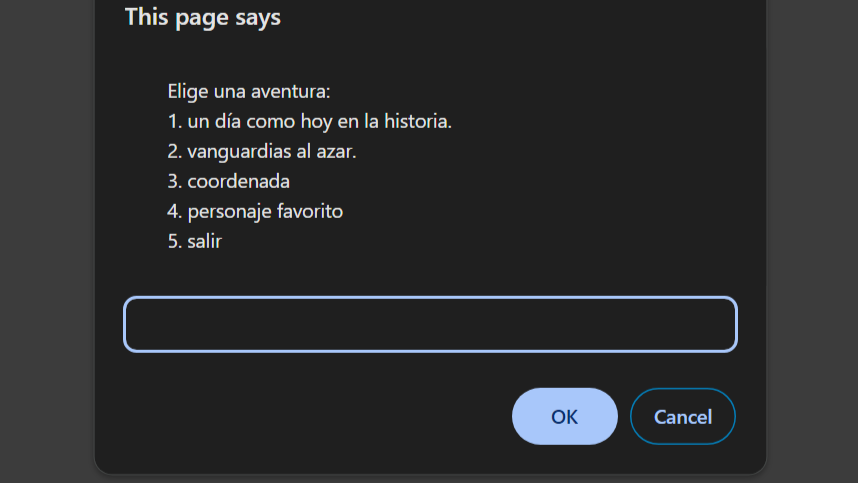 This page says
Elige una aventura:
1. un día como hoy en la historia.
2. vanguardias al azar.
3. coordenada
4. personaje favorito
5. salir
OK
Cancel